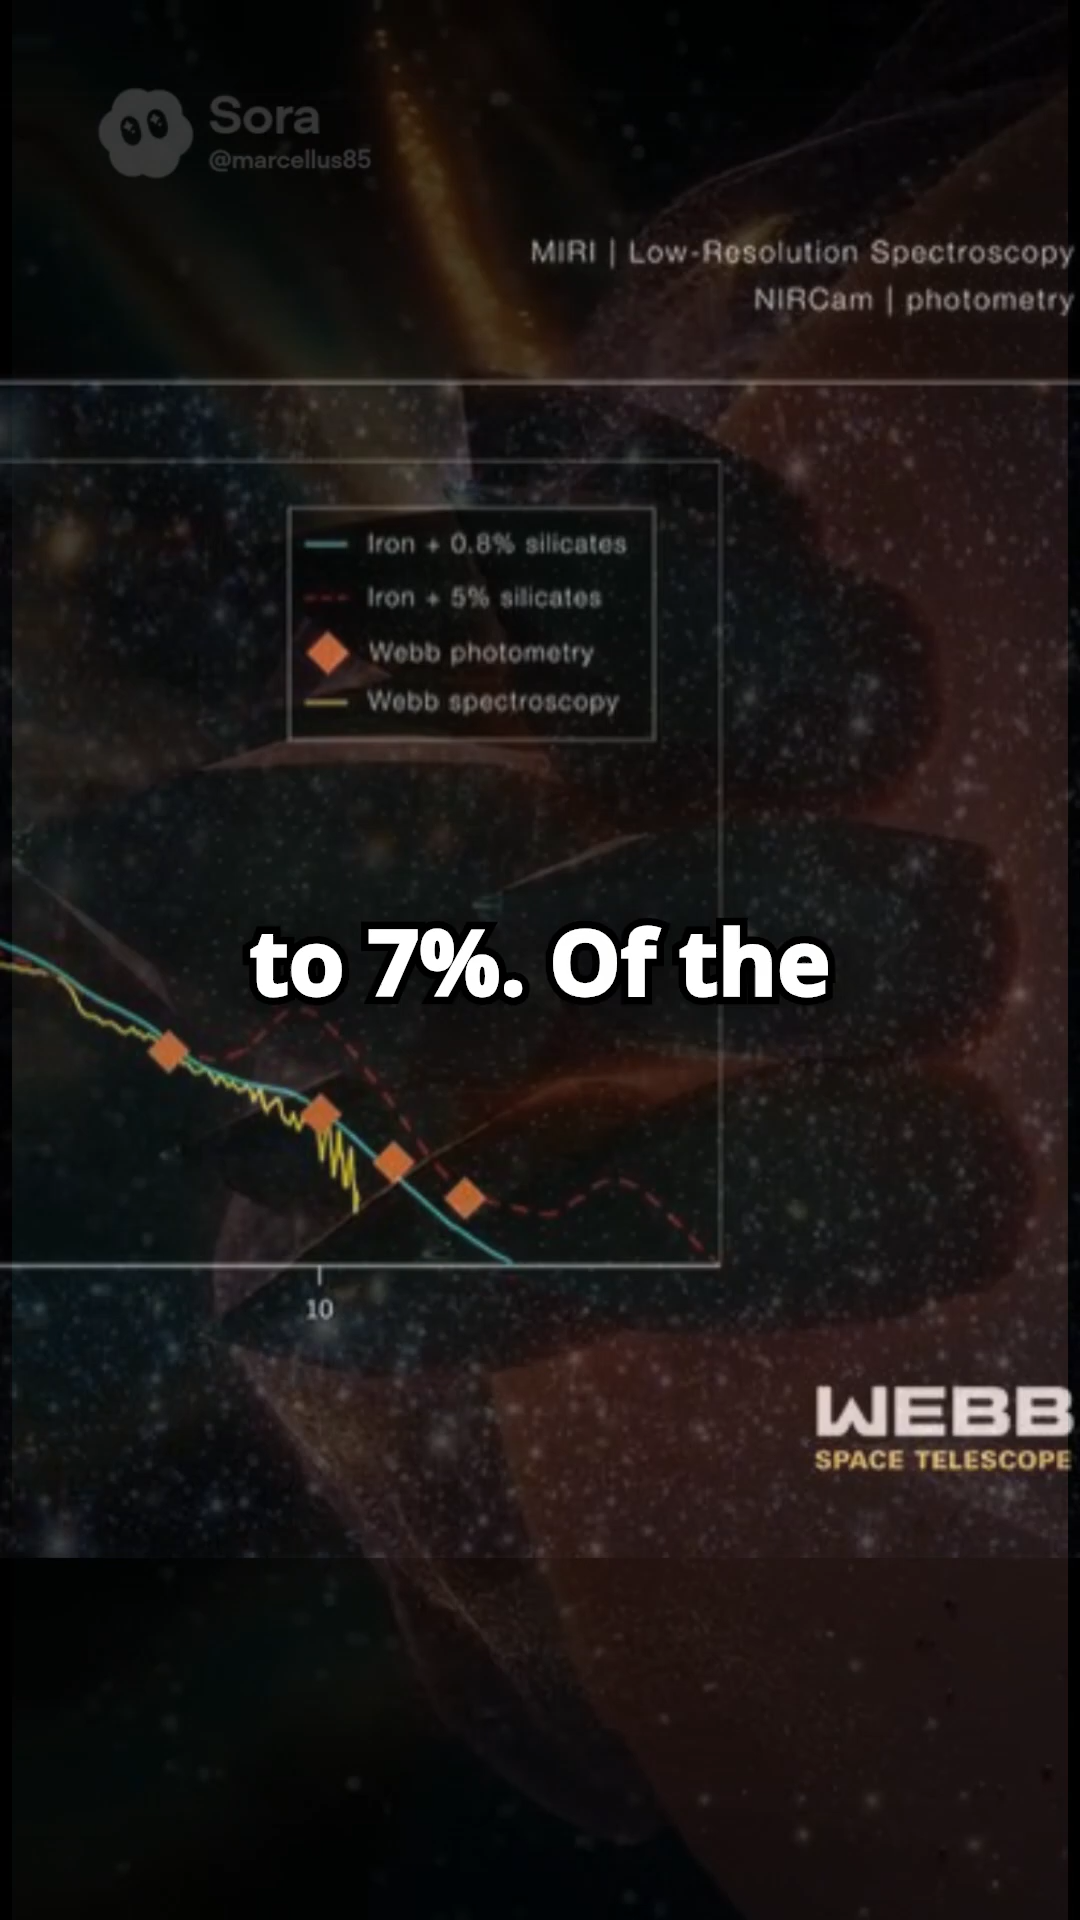 Sora
@marcellus85
MIRI | Low-Resolution Spectroscopy
NIRCam | photometry
Iron + 0.8% silicates
Iron + 5% silicates
Webb photometry
Webb spectroscopy
to 7%. Of the
10
WEBB
SPACE TELESCOPE